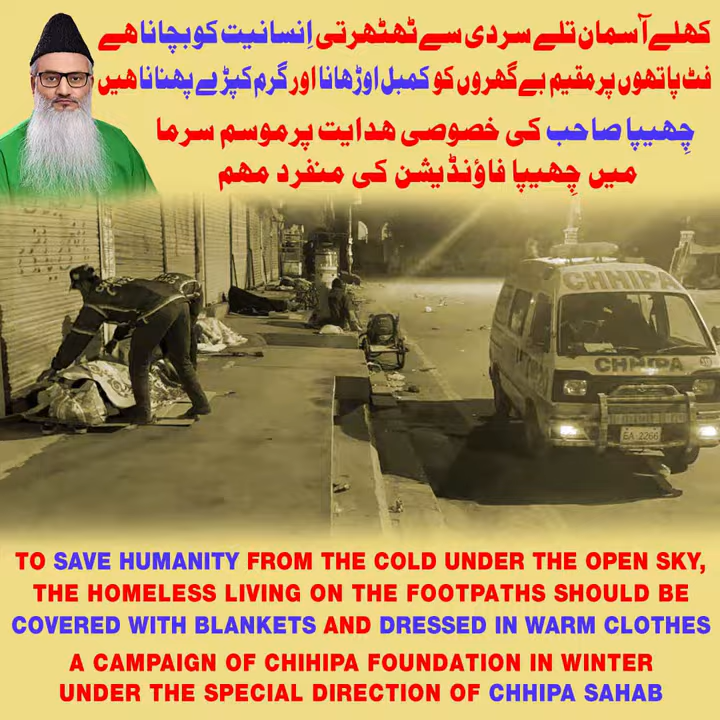 کھلے آسمان تلے سردی سے ٹھٹھرتی اِنسانیت کو بچانا ھے
فٹ پاتھوں پر مقیم بے گھروں کو کمبل اوڑھانا اور گرم کپڑے پھنانا ھیں
چِھیپا صاحب کی خصوصی ھدایت پر موسم سرما
میں چِھیپا فاؤنڈیشن کی منفرد مھم
CHHIPA
CHHIPA
EA-2266
TO SAVE HUMANITY FROM THE COLD UNDER THE OPEN SKY,
THE HOMELESS LIVING ON THE FOOTPATHS SHOULD BE
COVERED WITH BLANKETS AND DRESSED IN WARM CLOTHES
A CAMPAIGN OF CHIHIPA FOUNDATION IN WINTER
UNDER THE SPECIAL DIRECTION OF CHHIPA SAHAB